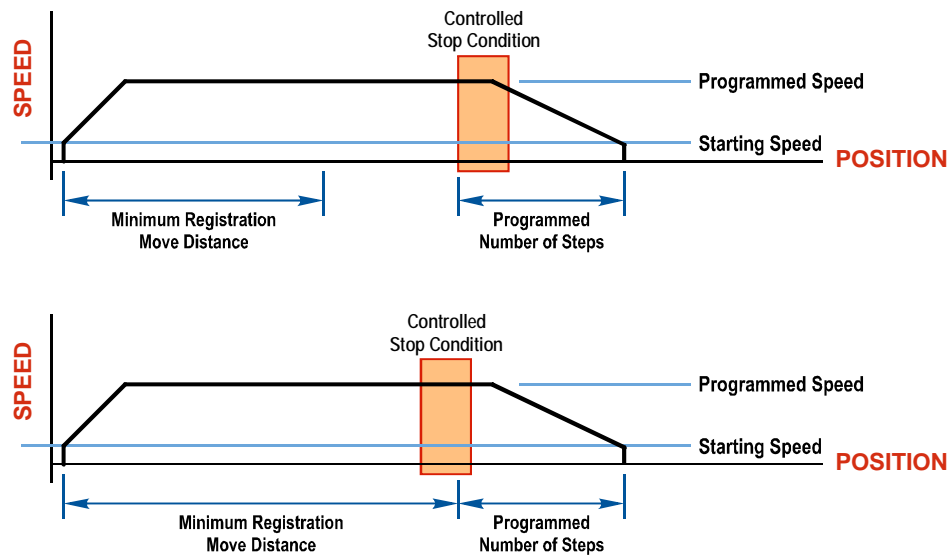 Controlled
Stop Condition
SPEED
Programmed Speed
Starting Speed
POSITION
Minimum Registration
Move Distance
Programmed
Number of Steps
Controlled
Stop Condition
SPEED
Programmed Speed
Starting Speed
POSITION
Minimum Registration
Move Distance
Programmed
Number of Steps